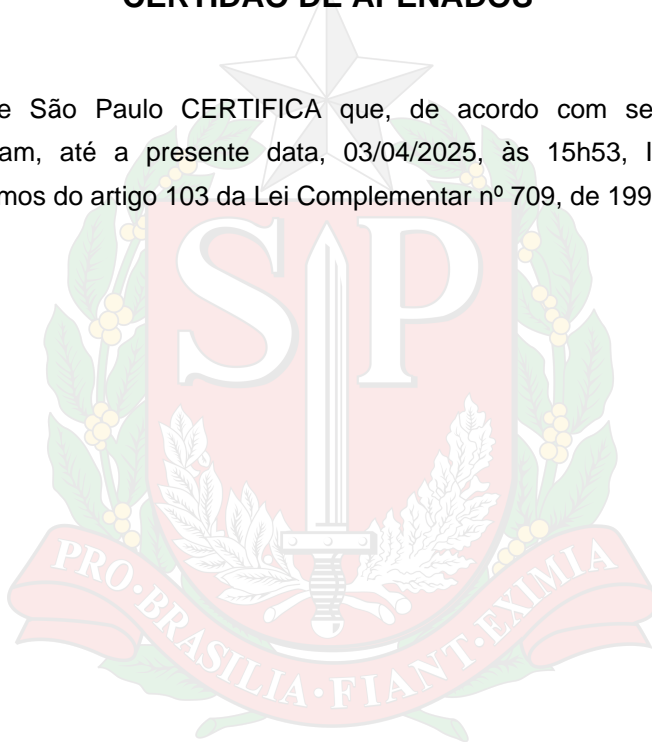 CERTIDÃO DE APENADOS
e São Paulo CERTIFICA que, de acordo com se
am, até a presente data, 03/04/2025, às 15h53, I
mos do artigo 103 da Lei Complementar nº 709, de 199
SP
PRO·BRASILIA·FIANT·EXIMIA